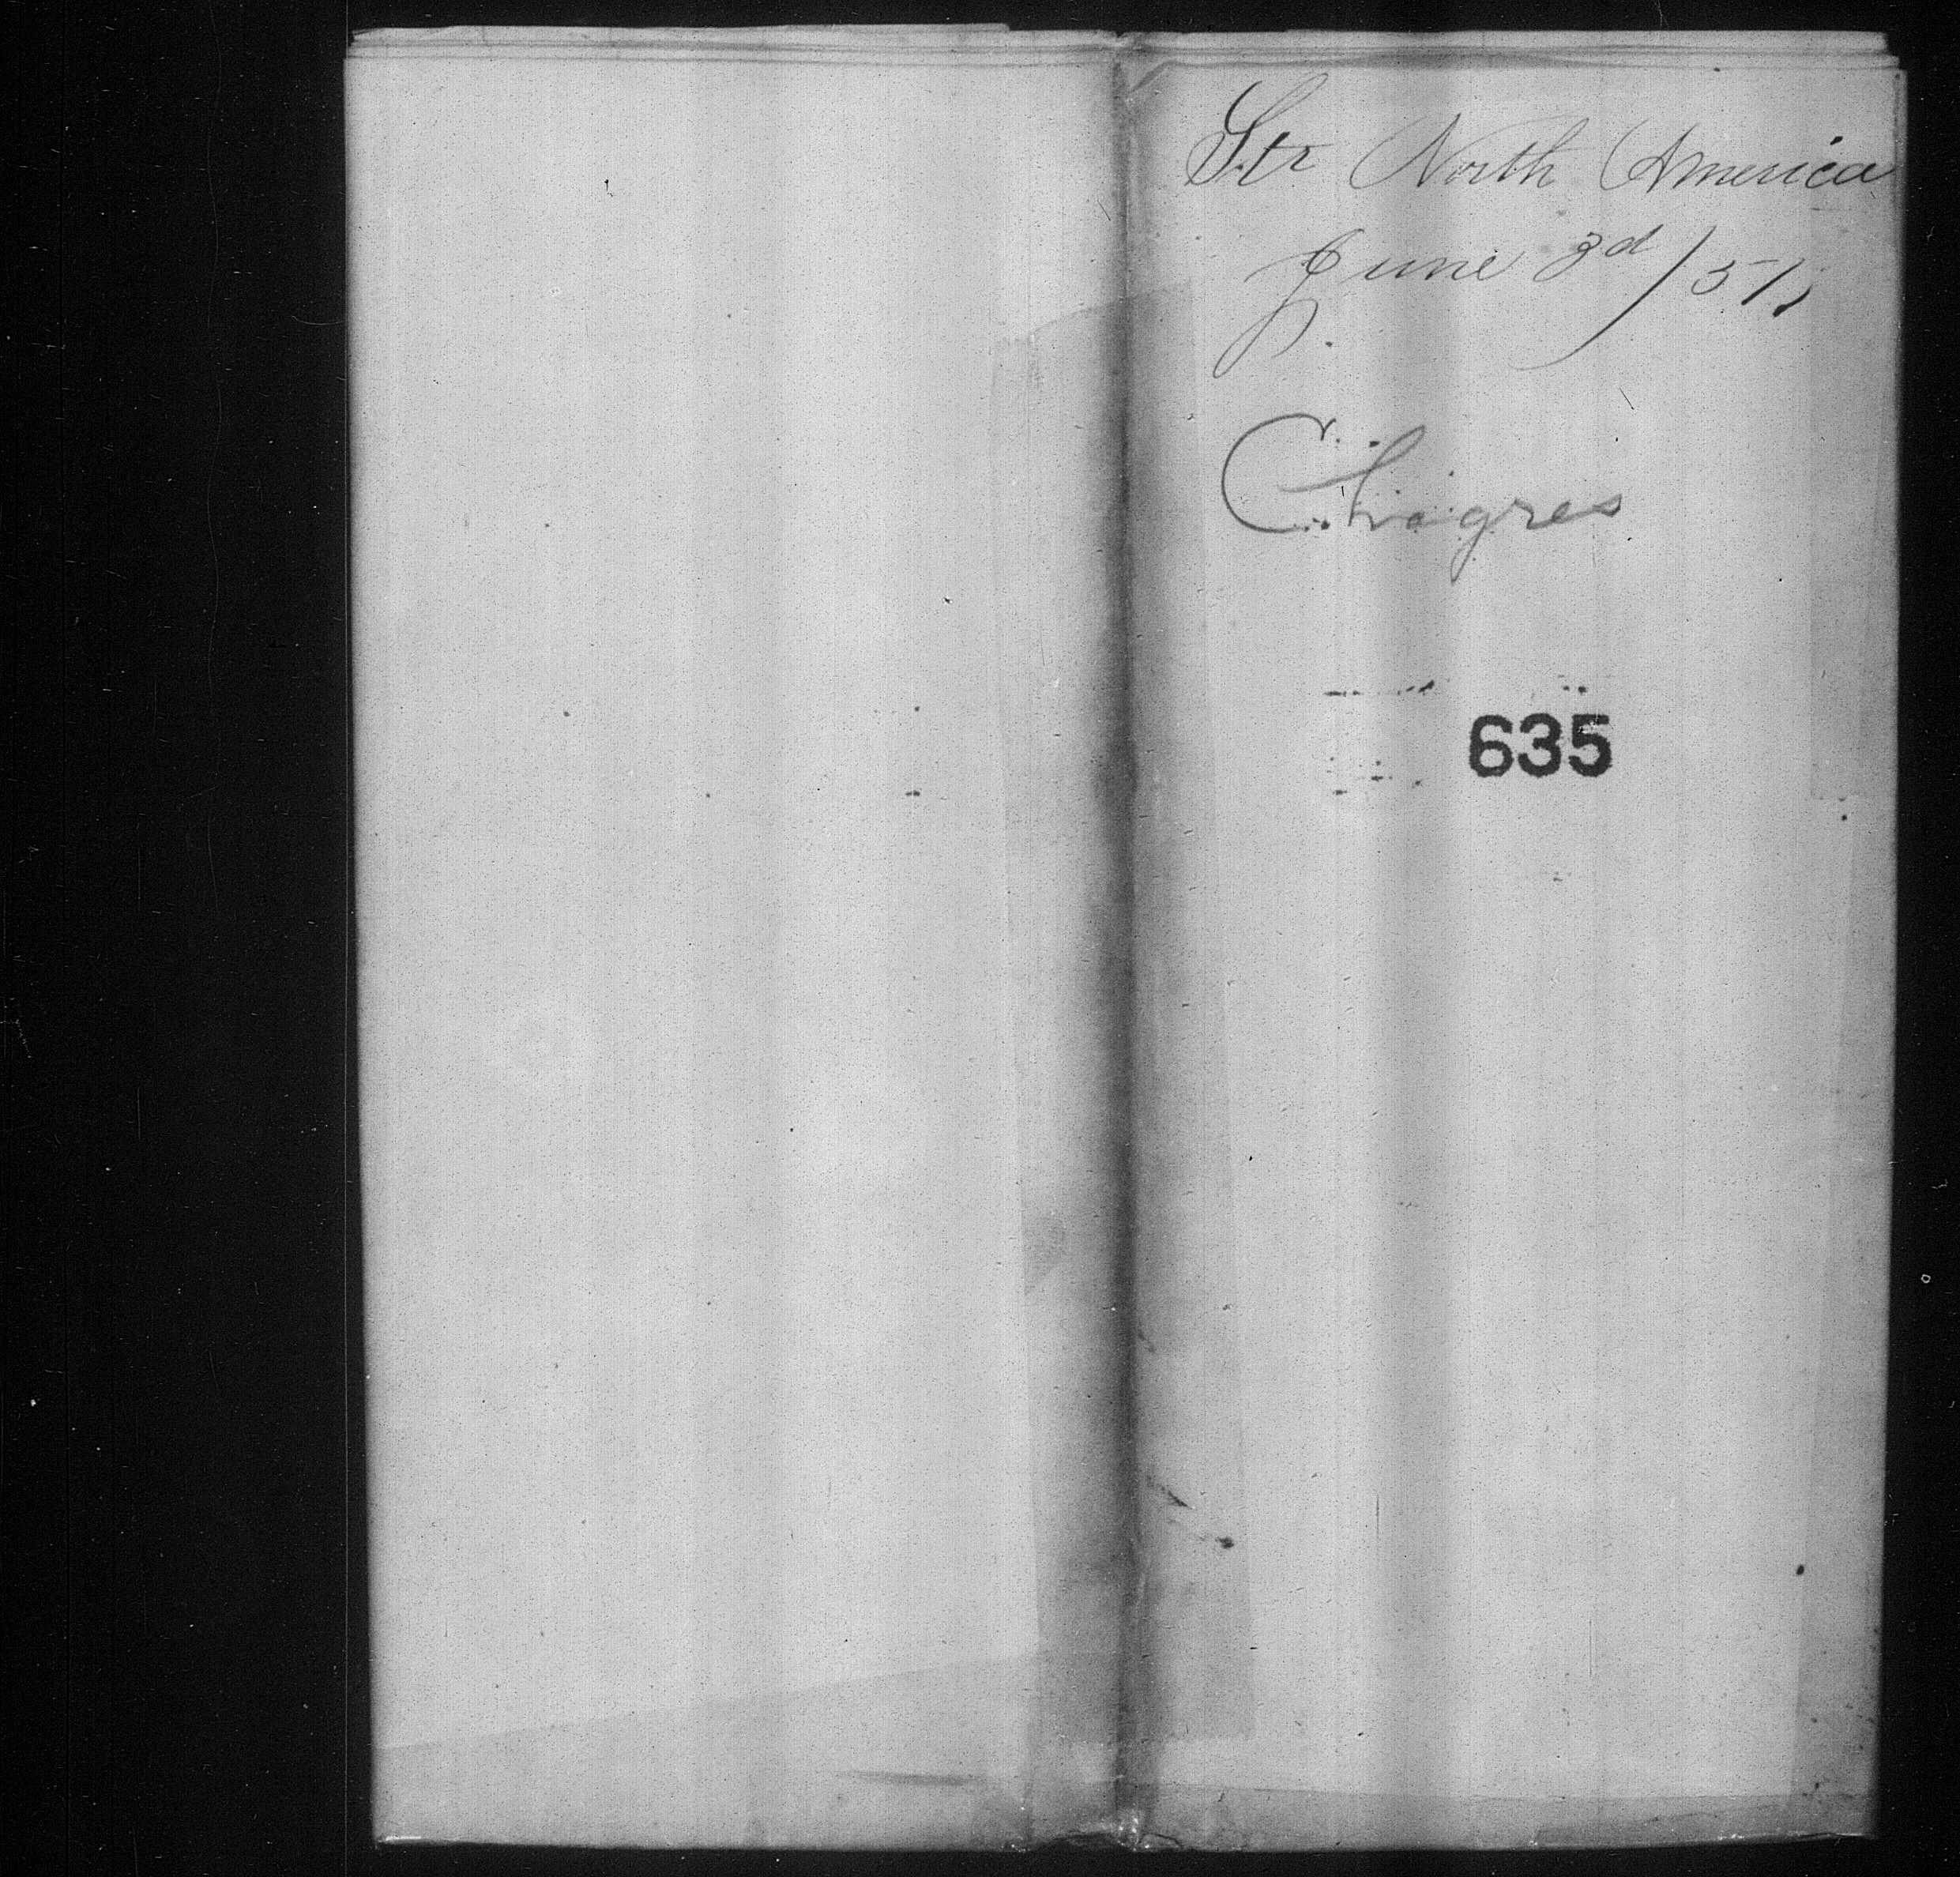 Str North America
June 3d/51,
Chagres
635